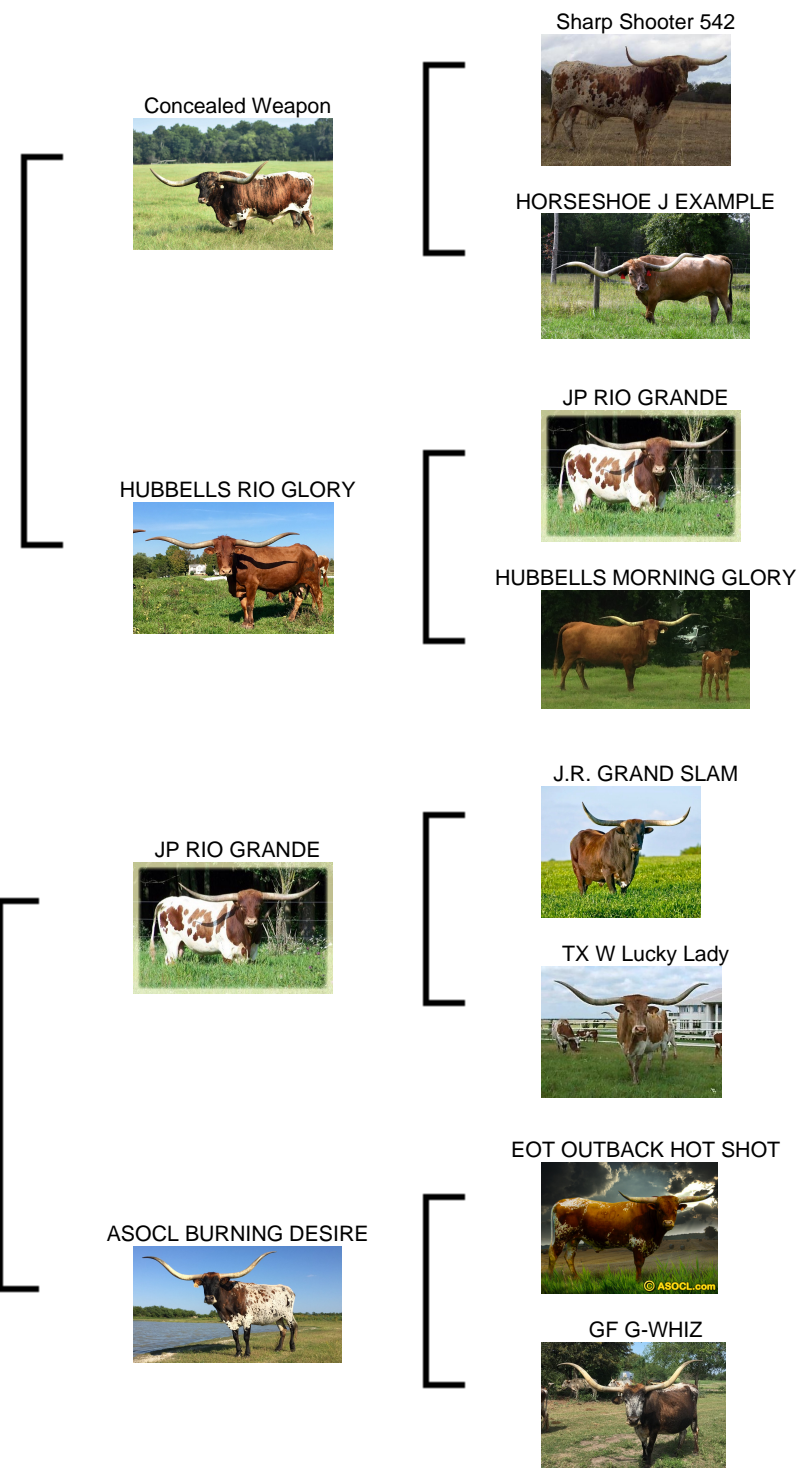 Sharp Shooter 542
Concealed Weapon
HORSESHOE J EXAMPLE
JP RIO GRANDE
HUBBELLS RIO GLORY
HUBBELLS MORNING GLORY
J.R. GRAND SLAM
JP RIO GRANDE
TX W Lucky Lady
EOT OUTBACK HOT SHOT
© ASOCL.com
ASOCL BURNING DESIRE
GF G-WHIZ